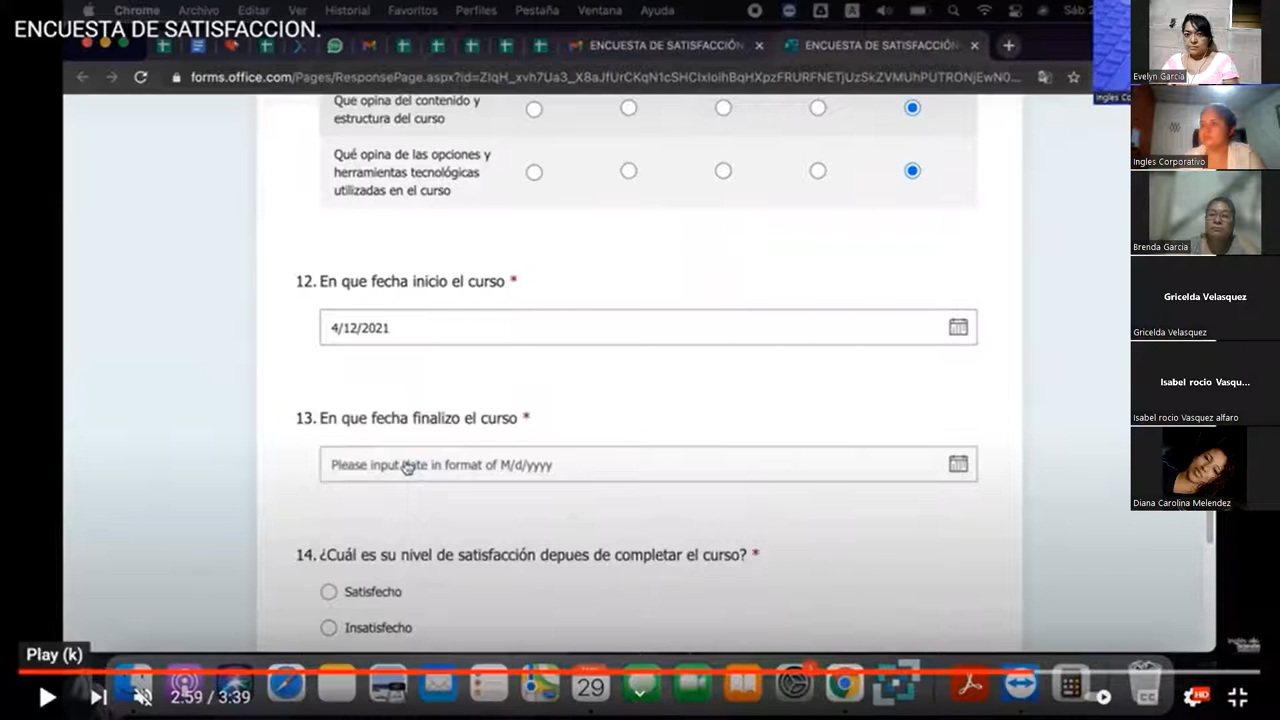 Chrome Archivo Editar Ver Historial Favoritos Perfiles Pestaña Ventana Ayuda
ENCUESTA DE SATISFACCION.
ENCUESTA DE SATISFACCIÓN
ENCUESTA DE SATISFACCIÓN
Que opina del contenido y
estructura del curso
Qué opina de las opciones y
herramientas tecnológicas
utilizadas en el curso
12. En que fecha inicio el curso *
4/12/2021
13. En que fecha finalizo el curso *
Please input date in format of M/d/yyyy
14. ¿Cuál es su nivel de satisfacción depues de completar el curso? *
Satisfecho
Insatisfecho
Play (k)
29
2:59 / 3:39
HD
CC
Evelyn Garcia
Ingles Corporativo
Brenda Garcia
Gricelda Velasquez
Gricelda Velasquez
Isabel rocio Vasqu...
Isabel rocio Vasquez alfaro
Diana Carolina Melendez